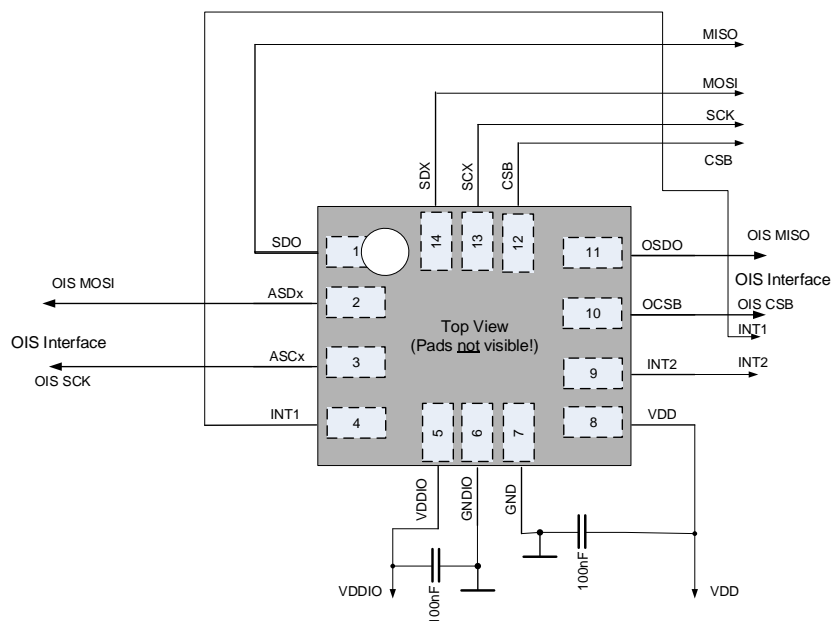 MISO
MOSI
SCK
CSB
SDX
SCX
CSB
SDO
1
14
13
12
11
OSDO
OIS MISO
OIS MOSI
ASDx
2
OIS Interface
10
OCSB
OIS CSB
Top View
(Pads not visible!)
INT1
OIS Interface
ASCx
3
OIS SCK
9
INT2
INT2
INT1
4
5
6
7
8
VDD
VDDIO
GNDIO
GND
100nF
100nF
VDDIO
VDD